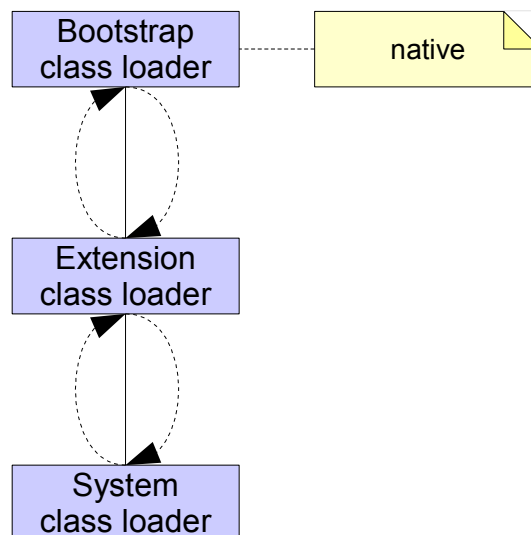 Bootstrap
class loader
native
Extension
class loader
System
class loader